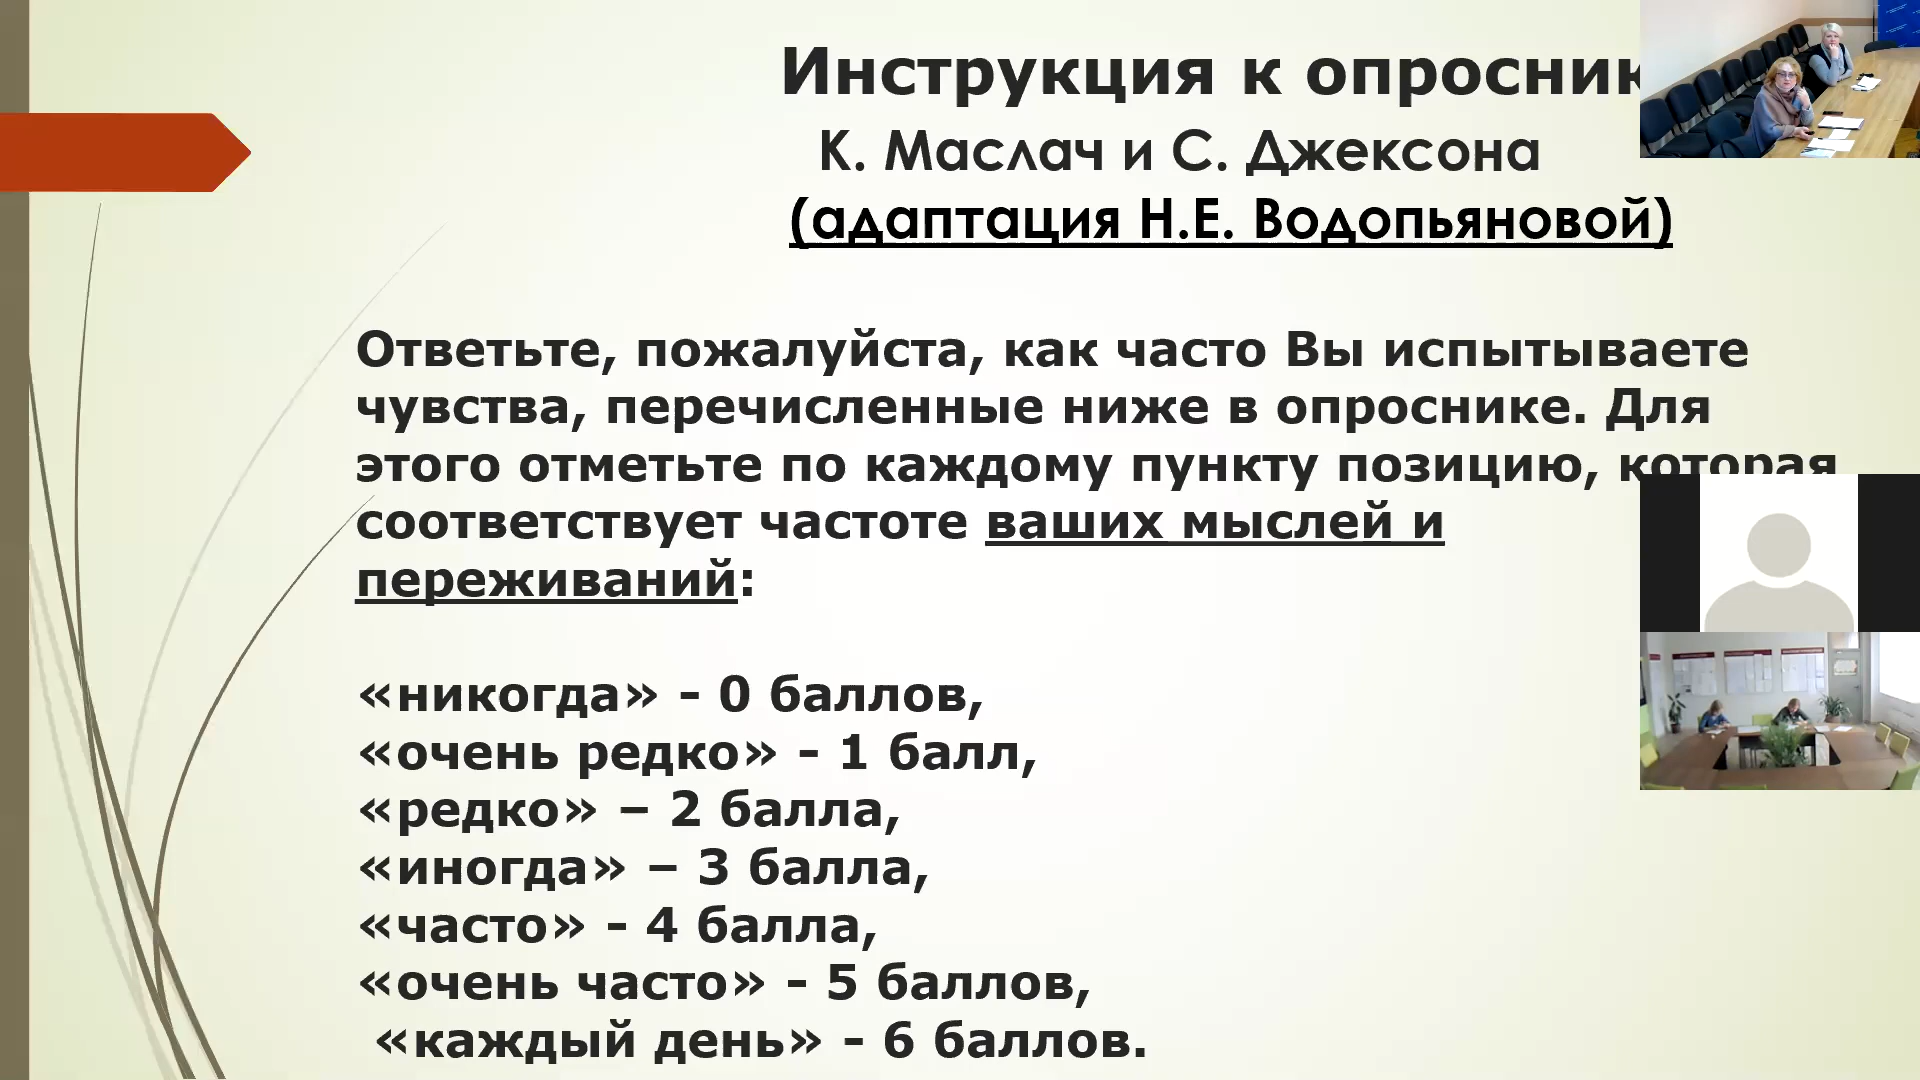 Инструкция к опросник
К. Маслач и С. Джексона
(адаптация Н.Е. Водопьяновой)
Ответьте, пожалуйста, как часто Вы испытываете
чувства, перечисленные ниже в опроснике. Для
этого отметьте по каждому пункту позицию, которая
соответствует частоте ваших мыслей и
переживаний:
«никогда» - 0 баллов,
«очень редко» - 1 балл,
«редко» – 2 балла,
«иногда» – 3 балла,
«часто» - 4 балла,
«очень часто» - 5 баллов,
«каждый день» - 6 баллов.